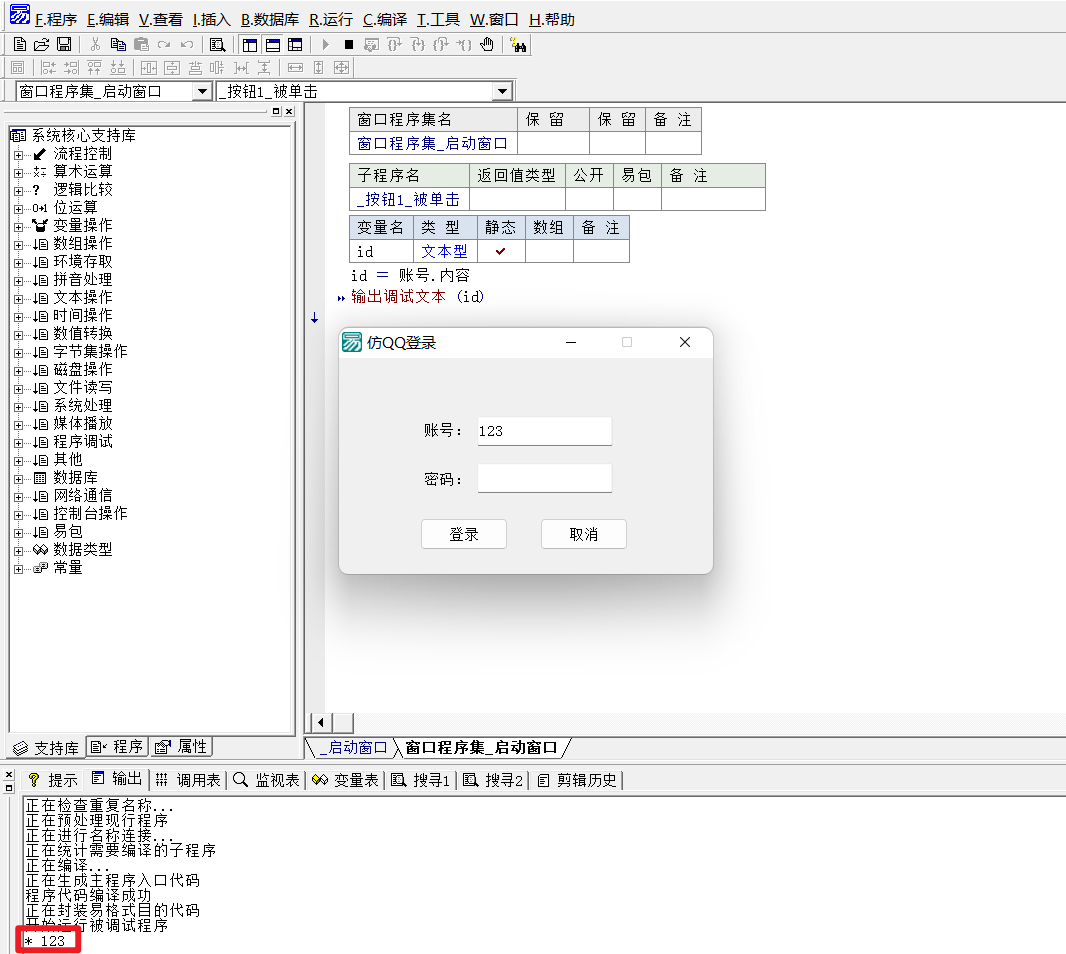 F.程序 E.编辑 V.查看 I.插入 B.数据库 R.运行 C.编译 T.工具 W.窗口 H.帮助
窗口程序集_启动窗口 _按钮1_被单击
系统核心支持库
流程控制
算术运算
逻辑比较
位运算
变量操作
数组操作
环境存取
拼音处理
文本操作
时间操作
数值转换
字节集操作
磁盘操作
文件读写
系统处理
媒体播放
程序调试
其他
数据库
网络通信
控制台操作
易包
数据类型
常量
支持库 程序 属性
窗口程序集名 保 留 保 留 备 注
窗口程序集_启动窗口
子程序名 返回值类型 公开 易包 备 注
_按钮1_被单击
变量名 类 型 静态 数组 备 注
id 文本型 ✓
id = 账号.内容
输出调试文本 (id)
仿QQ登录
账号: 123
密码:
登录 取消
_启动窗口 窗口程序集_启动窗口
提示 输出 调用表 监视表 变量表 搜寻1 搜寻2 剪辑历史
正在检查重复名称...
正在预处理现行程序
正在进行名称连接...
正在统计需要编译的子程序
正在编译...
正在生成主程序入口代码
程序代码编译成功
正在封装易格式目的代码
开始运行被调试程序
* 123